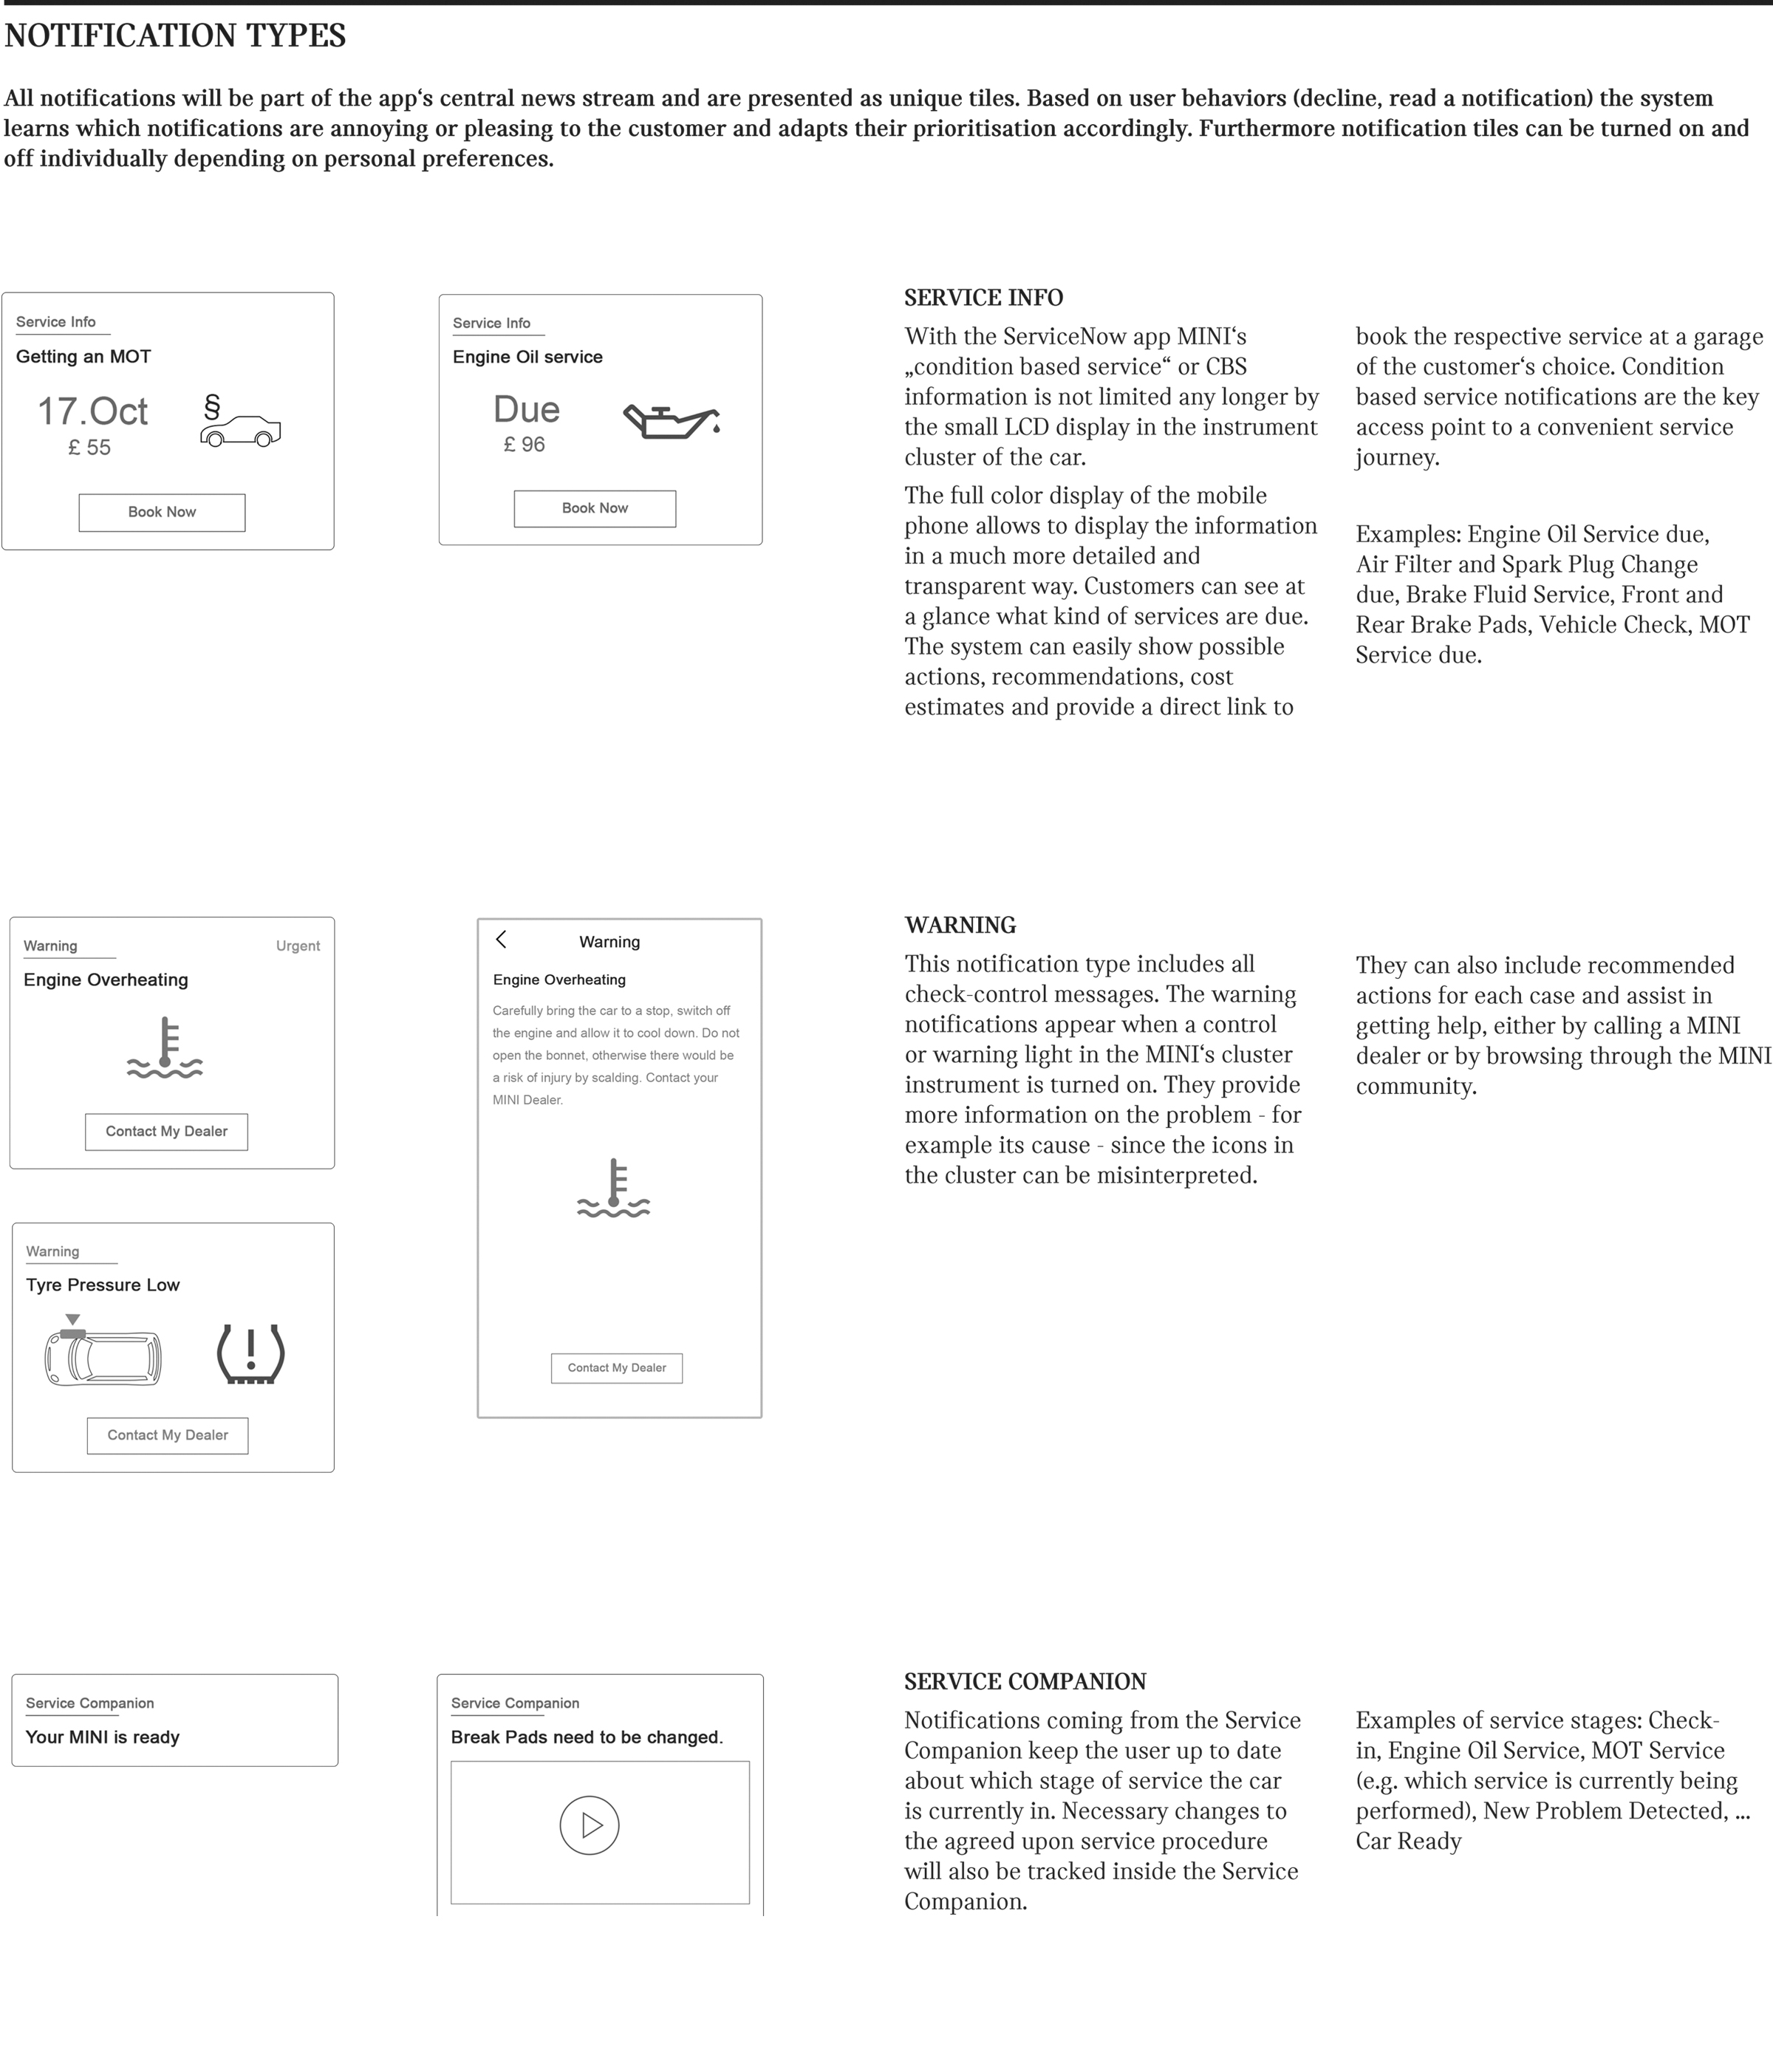 NOTIFICATION TYPES
All notifications will be part of the app‘s central news stream and are presented as unique tiles. Based on user behaviors (decline, read a notification) the system
learns which notifications are annoying or pleasing to the customer and adapts their prioritisation accordingly. Furthermore notification tiles can be turned on and
off individually depending on personal preferences.
Service Info
Getting an MOT
17.Oct
£ 55
§
Book Now
Service Info
Engine Oil service
Due
£ 96
Book Now
SERVICE INFO
With the ServiceNow app MINI‘s
„condition based service“ or CBS
information is not limited any longer by
the small LCD display in the instrument
cluster of the car.
The full color display of the mobile
phone allows to display the information
in a much more detailed and
transparent way. Customers can see at
a glance what kind of services are due.
The system can easily show possible
actions, recommendations, cost
estimates and provide a direct link to
book the respective service at a garage
of the customer‘s choice. Condition
based service notifications are the key
access point to a convenient service
journey.
Examples: Engine Oil Service due,
Air Filter and Spark Plug Change
due, Brake Fluid Service, Front and
Rear Brake Pads, Vehicle Check, MOT
Service due.
Warning
Urgent
Engine Overheating
Contact My Dealer
Warning
Tyre Pressure Low
Contact My Dealer
Warning
Engine Overheating
Carefully bring the car to a stop, switch off
the engine and allow it to cool down. Do not
open the bonnet, otherwise there would be
a risk of injury by scalding. Contact your
MINI Dealer.
Contact My Dealer
WARNING
This notification type includes all
check-control messages. The warning
notifications appear when a control
or warning light in the MINI‘s cluster
instrument is turned on. They provide
more information on the problem - for
example its cause - since the icons in
the cluster can be misinterpreted.
They can also include recommended
actions for each case and assist in
getting help, either by calling a MINI
dealer or by browsing through the MINI
community.
Service Companion
Your MINI is ready
Service Companion
Break Pads need to be changed.
SERVICE COMPANION
Notifications coming from the Service
Companion keep the user up to date
about which stage of service the car
is currently in. Necessary changes to
the agreed upon service procedure
will also be tracked inside the Service
Companion.
Examples of service stages: Check-
in, Engine Oil Service, MOT Service
(e.g. which service is currently being
performed), New Problem Detected, ...
Car Ready